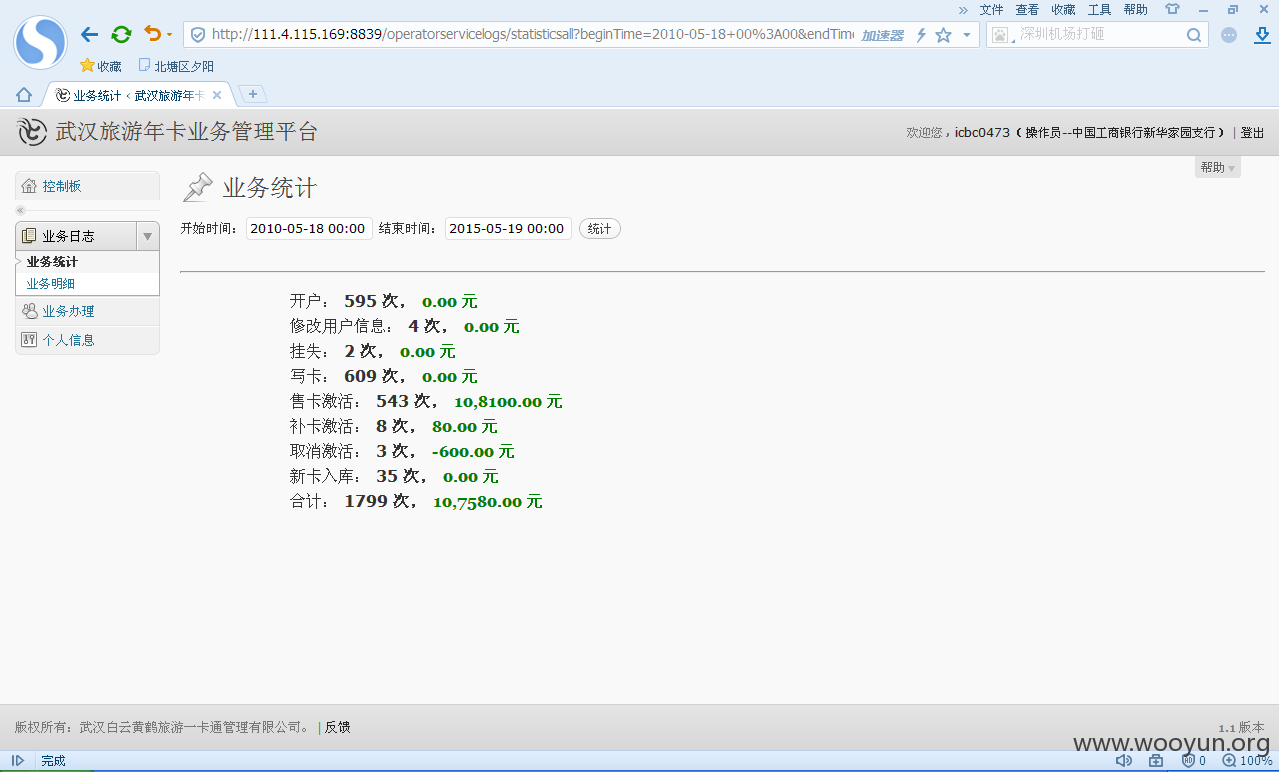 » 文件 查看 收藏 工具 帮助
http://111.4.115.169:8839/operatorservicelogs/statisticsall?beginTime=2010-05-18+00%3A00&endTime 加速器 深圳机场打砸
收藏 北塘区夕阳
业务统计 ‹ 武汉旅游年卡
武汉旅游年卡业务管理平台
欢迎您，icbc0473（操作员--中国工商银行新华家园支行） | 登出
帮助
控制板
业务统计
开始时间： 2010-05-18 00:00 结束时间： 2015-05-19 00:00 统计
业务日志
业务统计
业务明细
业务办理
个人信息
开户： 595 次， 0.00 元
修改用户信息： 4 次， 0.00 元
挂失： 2 次， 0.00 元
写卡： 609 次， 0.00 元
售卡激活： 543 次， 10,8100.00 元
补卡激活： 8 次， 80.00 元
取消激活： 3 次， -600.00 元
新卡入库： 35 次， 0.00 元
合计： 1799 次， 10,7580.00 元
版权所有：武汉白云黄鹤旅游一卡通管理有限公司。 | 反馈
1.1 版本
www.wooyun.org
完成 0 100%